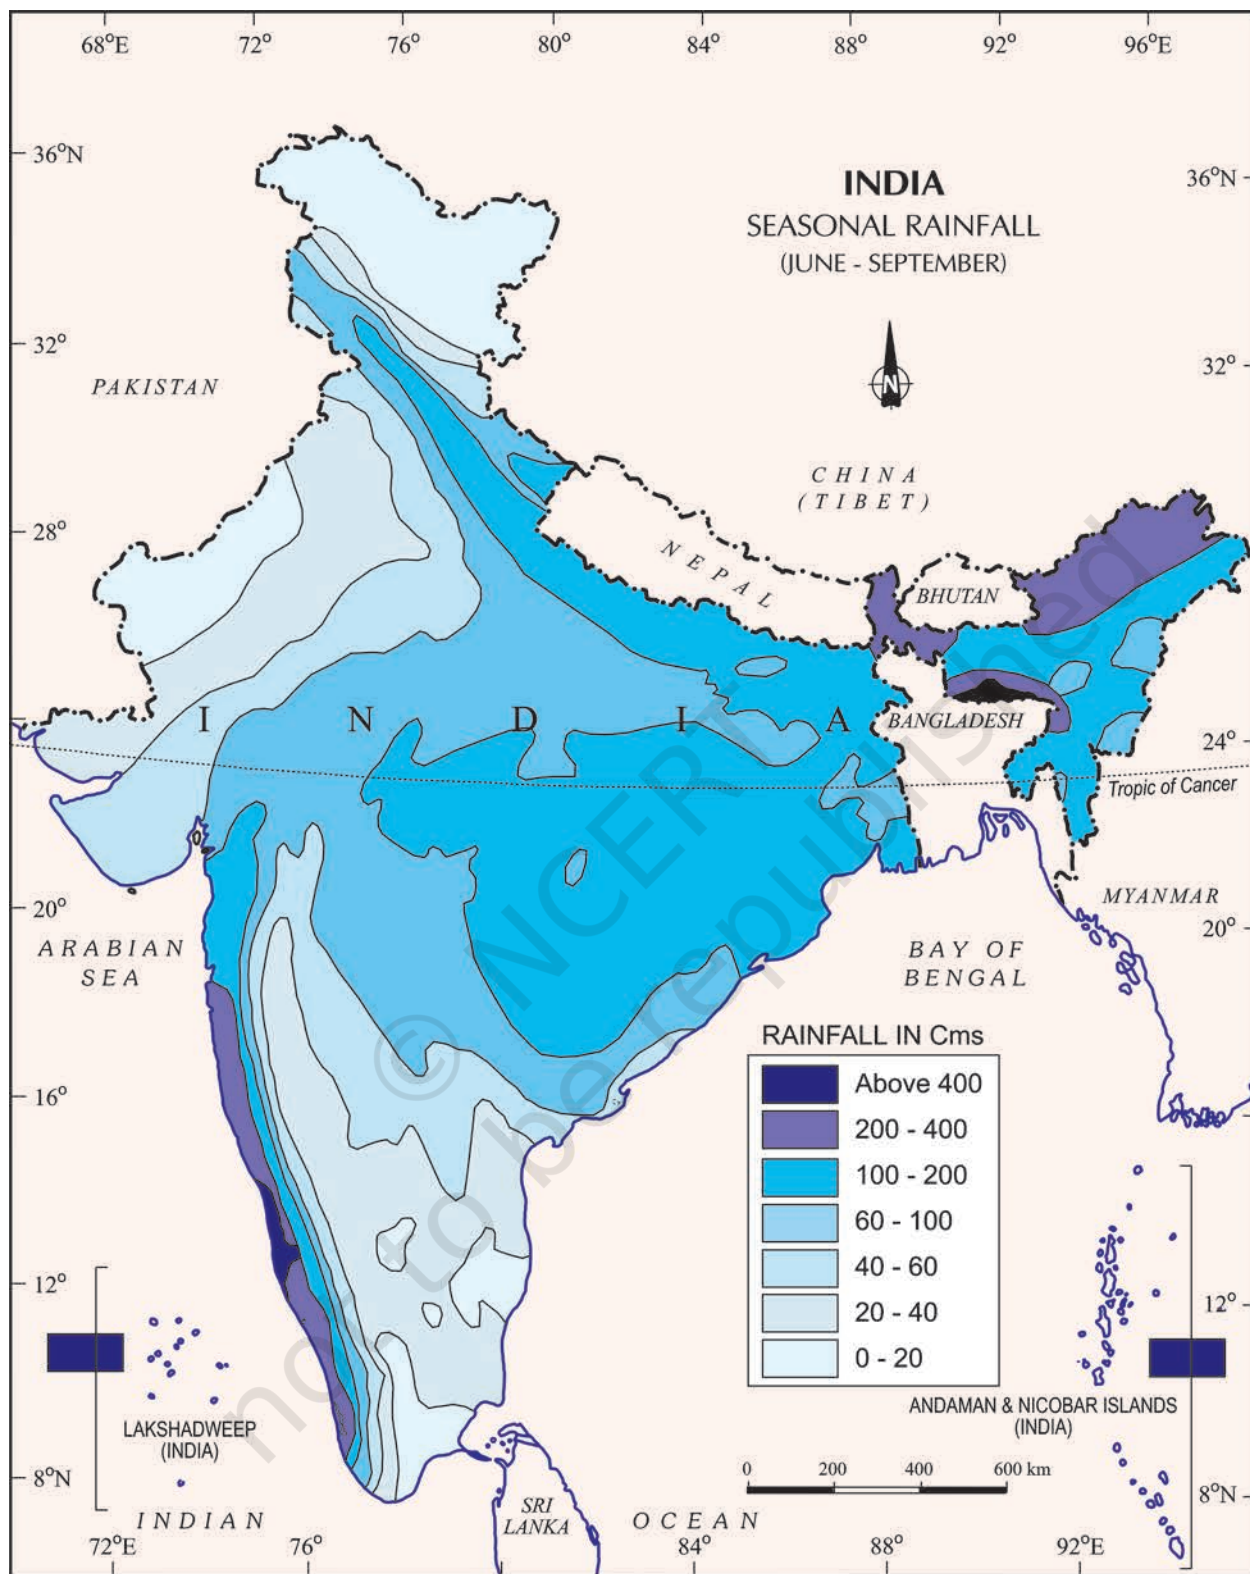 68°E 72° 76° 80° 84° 88° 92° 96°E
36°N
INDIA
36°N
SEASONAL RAINFALL
(JUNE - SEPTEMBER)
32°
N
32°
PAKISTAN
CHINA
(TIBET)
28°
NEPAL
28°
BHUTAN
I N D I A
BANGLADESH
24°
Tropic of Cancer
20°
MYANMAR
20°
ARABIAN
SEA
BAY OF
BENGAL
© NCERT
not to be republished
RAINFALL IN Cms
Above 400
200 - 400
100 - 200
60 - 100
40 - 60
20 - 40
0 - 20
16°
12°
12°
LAKSHADWEEP
(INDIA)
ANDAMAN & NICOBAR ISLANDS
(INDIA)
0 200 400 600 km
8°N
8°N
SRI
LANKA
INDIAN OCEAN
72°E 76° 84° 88° 92°E